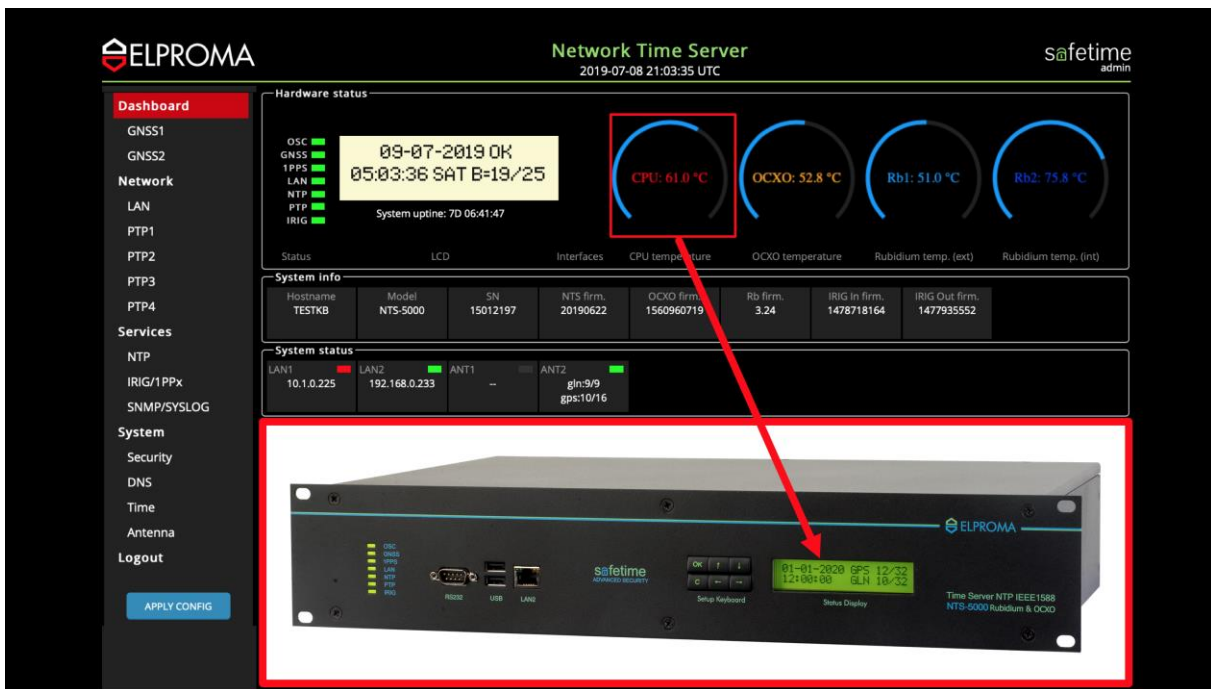 ELPROMA
Network Time Server
2019-07-08 21:03:35 UTC
safetime
admin
Dashboard
GNSS1
GNSS2
Network
LAN
PTP1
PTP2
PTP3
PTP4
Services
NTP
IRIG/1PPx
SNMP/SYSLOG
System
Security
DNS
Time
Antenna
Logout
APPLY CONFIG
Hardware status
OSC
GNSS
1PPS
LAN
NTP
PTP
IRIG
09-07-2019 OK
05:03:36 SAT B=19/25
System uptine: 7D 06:41:47
CPU: 61.0 °C
OCXO: 52.8 °C
Rb1: 51.0 °C
Rb2: 75.8 °C
Status
LCD
Interfaces
CPU temperature
OCXO temperature
Rubidium temp. (ext)
Rubidium temp. (int)
System info
Hostname
TESTKB
Model
NTS-5000
SN
15012197
NTS firm.
20190622
OCXO firm.
1560960719
Rb firm.
3.24
IRIG In firm.
1478718164
IRIG Out firm.
1477935552
System status
LAN1
10.1.0.225
LAN2
192.168.0.233
ANT1
--
ANT2
gln:9/9
gps:10/16
ELPROMA
OSC
GNSS
1PPS
LAN
NTP
PTP
IRIG
RS232
USB
LAN2
safetime
ADVANCED SECURITY
OK ↑ ↓
C ← →
Setup Keyboard
01-01-2020 GPS 12/32
12:00:00 GLN 10/32
Status Display
Time Server NTP IEEE1588
NTS-5000 Rubidium & OCXO